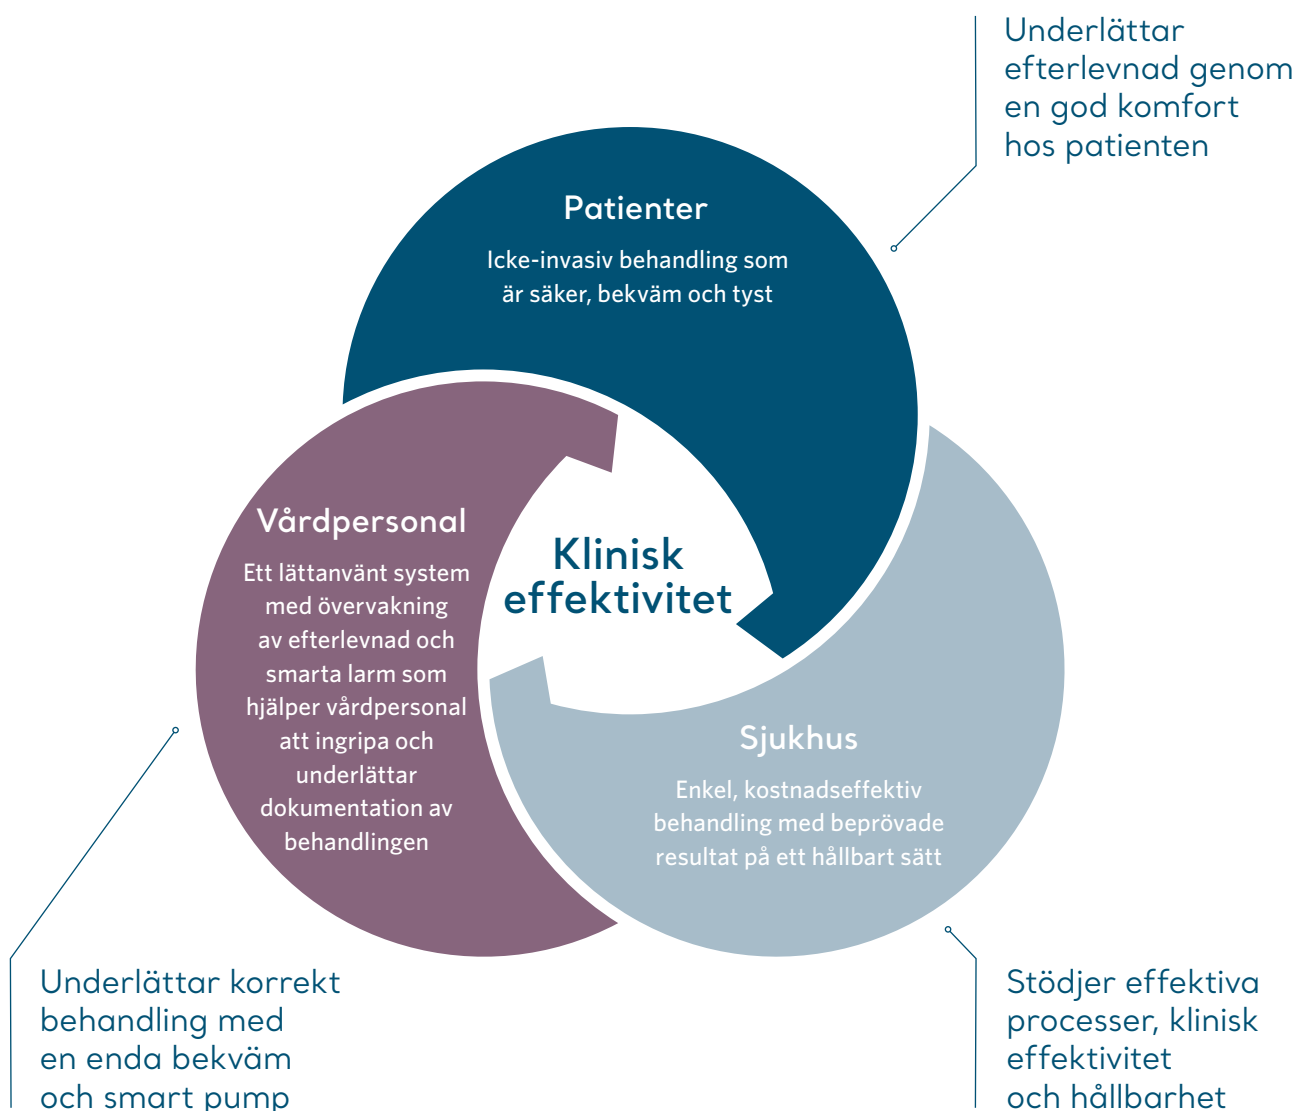 Underlättar
efterlevnad genom
en god komfort
hos patienten
Patienter
Icke-invasiv behandling som
är säker, bekväm och tyst
Vårdpersonal
Ett lättanvänt system
med övervakning
av efterlevnad och
smarta larm som
hjälper vårdpersonal
att ingripa och
underlättar
dokumentation av
behandlingen
Klinisk
effektivitet
Sjukhus
Enkel, kostnadseffektiv
behandling med beprövade
resultat på ett hållbart sätt
Underlättar korrekt
behandling med
en enda bekväm
och smart pump
Stödjer effektiva
processer, klinisk
effektivitet
och hållbarhet